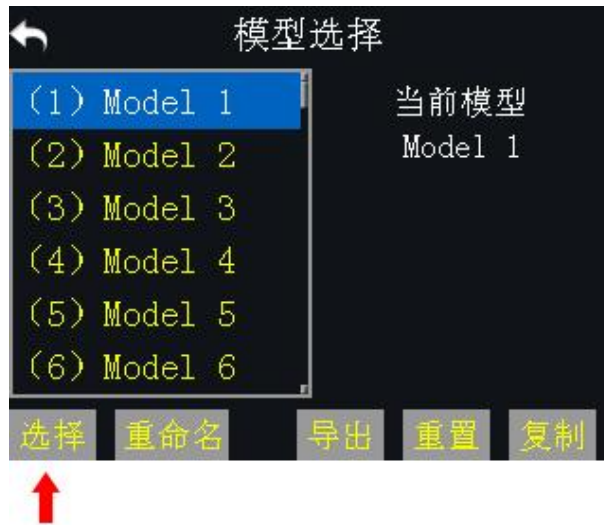 模型选择
(1) Model 1
(2) Model 2
(3) Model 3
(4) Model 4
(5) Model 5
(6) Model 6
当前模型
Model 1
选择 重命名 导出 重置 复制